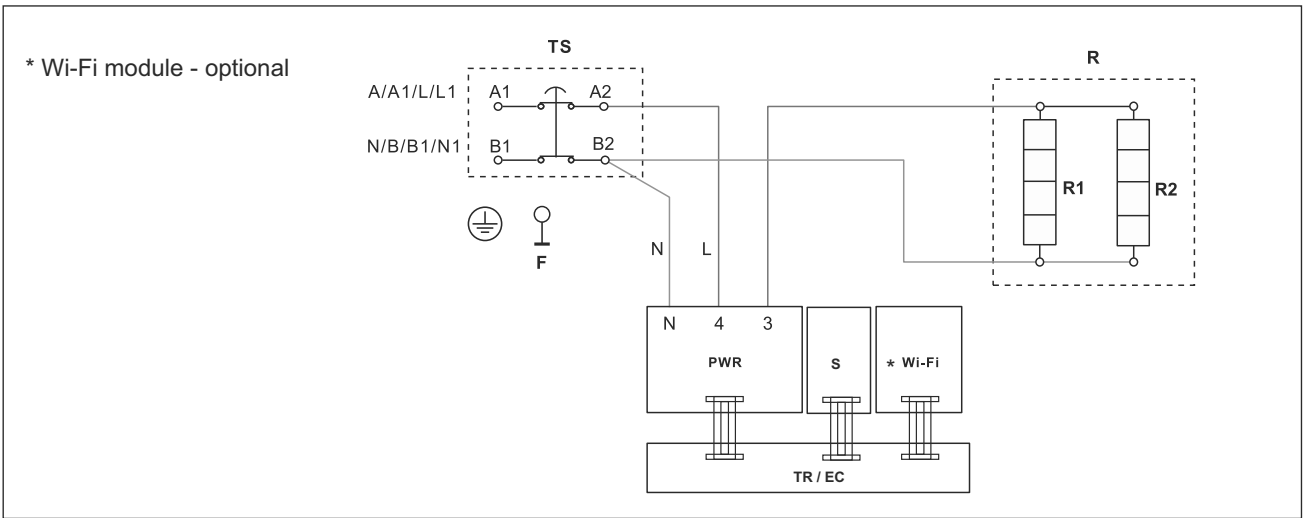 TS
R
* Wi-Fi module - optional
A/A1/L/L1 A1 A2
N/B/B1/N1 B1 B2
R1 R2
N L
F
N 4 3
PWR S * Wi-Fi
TR / EC